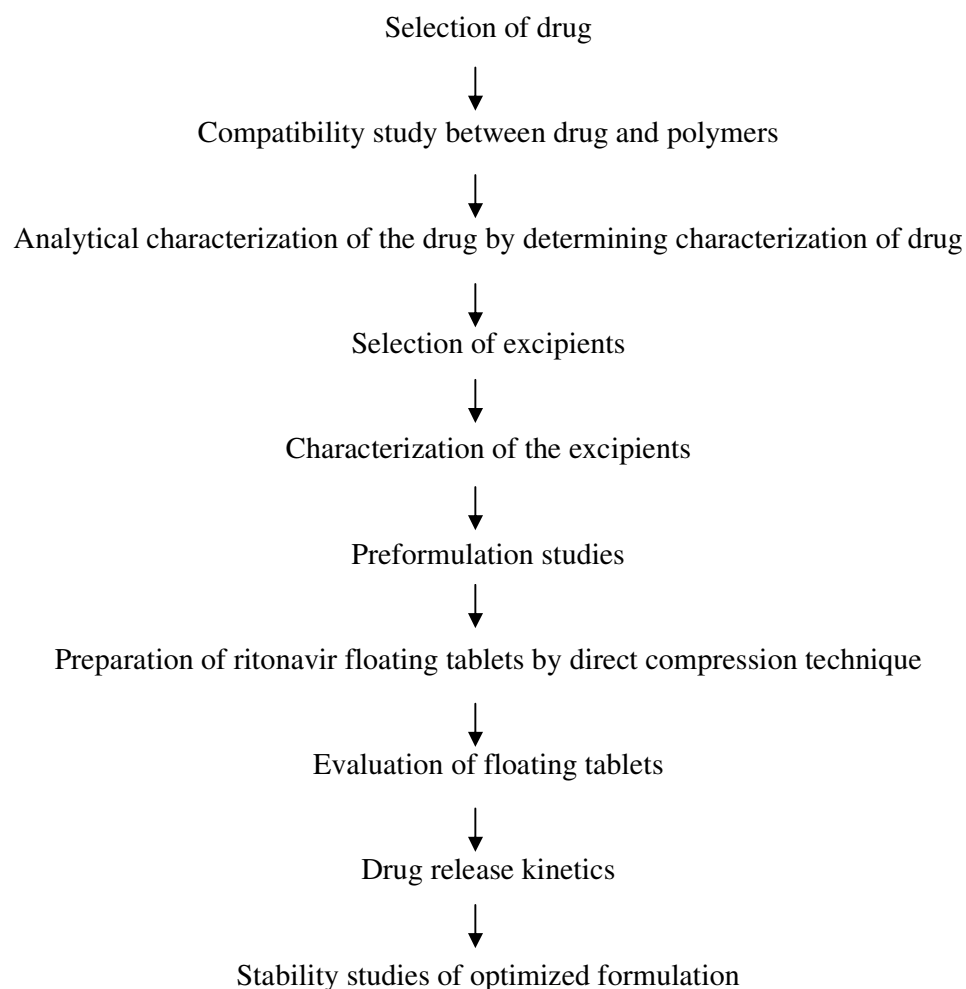 Selection of drug
Compatibility study between drug and polymers
Analytical characterization of the drug by determining characterization of drug
Selection of excipients
Characterization of the excipients
Preformulation studies
Preparation of ritonavir floating tablets by direct compression technique
Evaluation of floating tablets
Drug release kinetics
Stability studies of optimized formulation